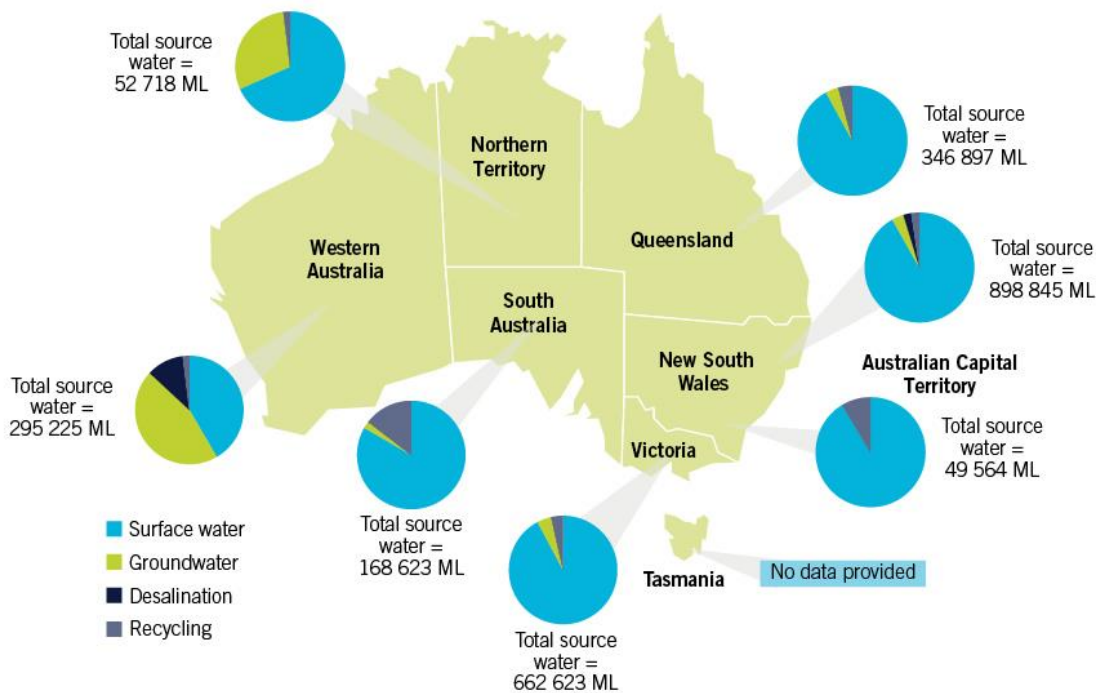 Total source
water =
52 718 ML
Northern
Territory
Total source
water =
346 897 ML
Queensland
Western
Australia
Total source
water =
898 845 ML
South
Australia
New South
Wales
Australian Capital
Territory
Total source
water =
295 225 ML
Total source
water =
49 564 ML
Victoria
Total source
water =
168 623 ML
Surface water
Groundwater
Desalination
Recycling
No data provided
Tasmania
Total source
water =
662 623 ML